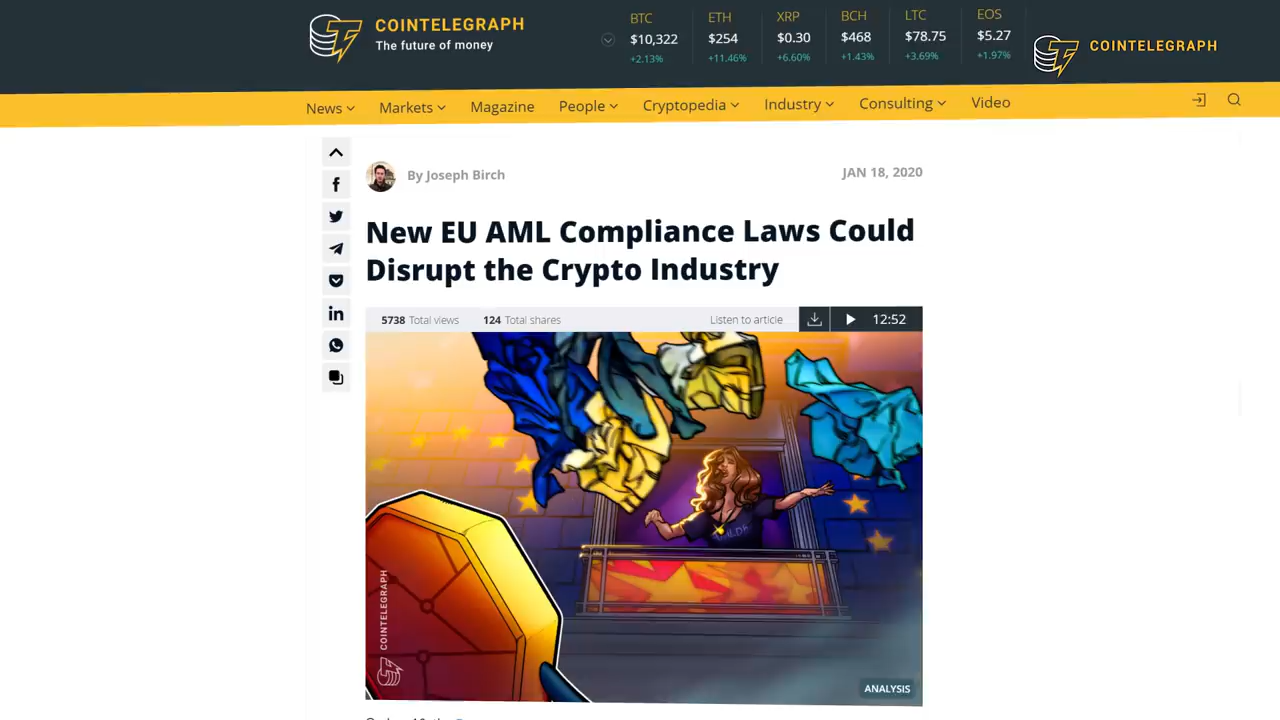 COINTELEGRAPH
The future of money
BTC
$10,322
+2.13%
ETH
$254
+11.46%
XRP
$0.30
+6.60%
BCH
$468
+1.43%
LTC
$78.75
+3.69%
EOS
$5.27
+1.97%
COINTELEGRAPH
News Markets Magazine People Cryptopedia Industry Consulting Video
By Joseph Birch
JAN 18, 2020
New EU AML Compliance Laws Could
Disrupt the Crypto Industry
5738 Total views 124 Total shares
Listen to article
12:52
COINTELEGRAPH
ANALYSIS